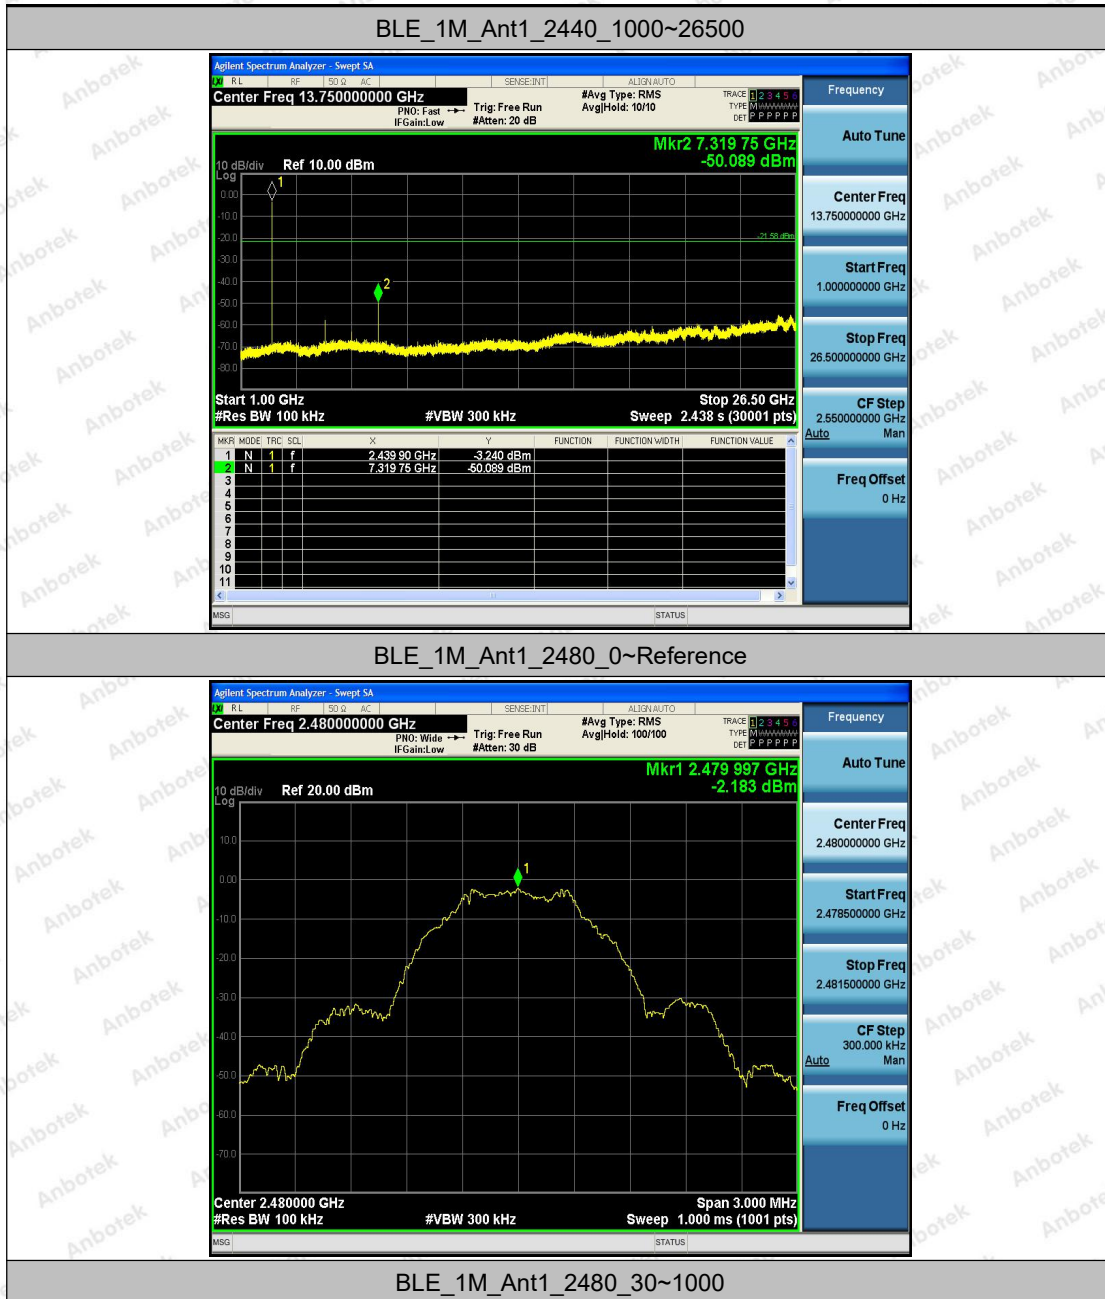 BLE_1M_Ant1_2440_1000~26500
Agilent Spectrum Analyzer - Swept SA
RL RF 50 Ω AC SENSE:INT ALIGN AUTO
Center Freq 13.750000000 GHz
PNO: Fast
IFGain:Low
Trig: Free Run
#Atten: 20 dB
#Avg Type: RMS
Avg|Hold: 10/10
TRACE 1 2 3 4 5 6
TYPE M
DET P P P P P P
Mkr2 7.319 75 GHz
-50.089 dBm
10 dB/div Ref 10.00 dBm
Log
0.00
-10.0
-20.0
-30.0
-40.0
-50.0
-60.0
-70.0
-80.0
1
2
-21.58 dBm
Start 1.00 GHz Stop 26.50 GHz
#Res BW 100 kHz #VBW 300 kHz Sweep 2.438 s (30001 pts)
MKR MODE TRC SCL X Y FUNCTION FUNCTION WIDTH FUNCTION VALUE
1 N 1 f 2.439 90 GHz -3.240 dBm
2 N 1 f 7.319 75 GHz -50.089 dBm
3
4
5
6
7
8
9
10
11
MSG STATUS
Frequency
Auto Tune
Center Freq
13.750000000 GHz
Start Freq
1.000000000 GHz
Stop Freq
26.500000000 GHz
CF Step
2.550000000 GHz
Auto Man
Freq Offset
0 Hz
BLE_1M_Ant1_2480_0~Reference
Agilent Spectrum Analyzer - Swept SA
RL RF 50 Ω AC SENSE:INT ALIGN AUTO
Center Freq 2.480000000 GHz
PNO: Wide
IFGain:Low
Trig: Free Run
#Atten: 30 dB
#Avg Type: RMS
Avg|Hold: 100/100
TRACE 1 2 3 4 5 6
TYPE M
DET P P P P P P
Mkr1 2.479 997 GHz
-2.183 dBm
10 dB/div Ref 20.00 dBm
Log
10.0
0.00
-10.0
-20.0
-30.0
-40.0
-50.0
-60.0
-70.0
1
Center 2.480000 GHz Span 3.000 MHz
#Res BW 100 kHz #VBW 300 kHz Sweep 1.000 ms (1001 pts)
MSG STATUS
Frequency
Auto Tune
Center Freq
2.480000000 GHz
Start Freq
2.478500000 GHz
Stop Freq
2.481500000 GHz
CF Step
300.000 kHz
Auto Man
Freq Offset
0 Hz
BLE_1M_Ant1_2480_30~1000